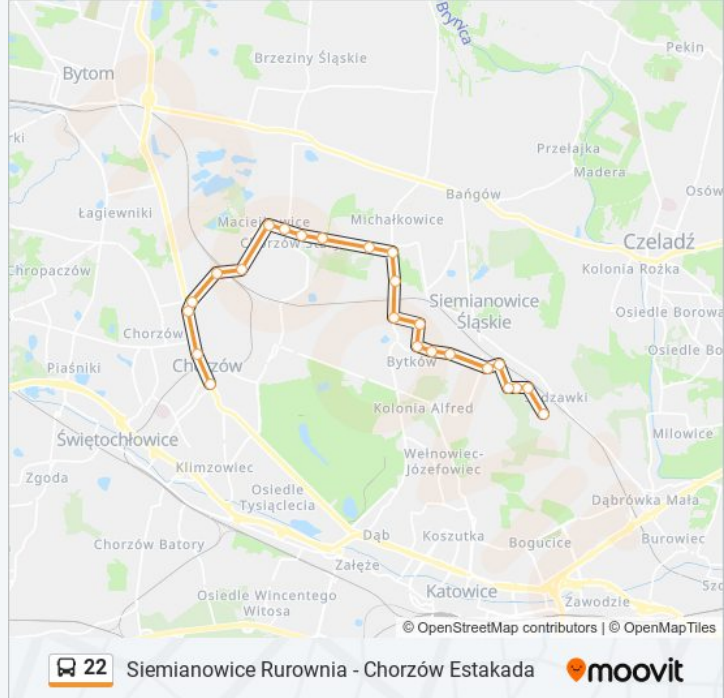 Brynica
Pekin
Brzeziny Śląskie
Bytom
rki
Przełajka
Madera
Osów
Bańgów
Łagiewniki
Michałkowice
Czeladź
Kolonia Rożka
Chropaczów
Siemianowice
Śląskie
Osiedle Borowa
Chorzów
Osiedle Bo
Chorzów
Piaśniki
Bytków
Kolonia Alfred
Milowice
Świętochłowice
Wełnowiec-
Józefowiec
Klimzowiec
Zgoda
Osiedle
Tysiąclecia
Dąbrówka Mała
Dąb
Koszutka
Bogucice
Burowiec
Chorzów Batory
Załęże
Katowice
Osiedle Wincentego
Witosa
Zawodzie
© OpenStreetMap contributors | © OpenMapTiles
22 Siemianowice Rurownia - Chorzów Estakada moovit